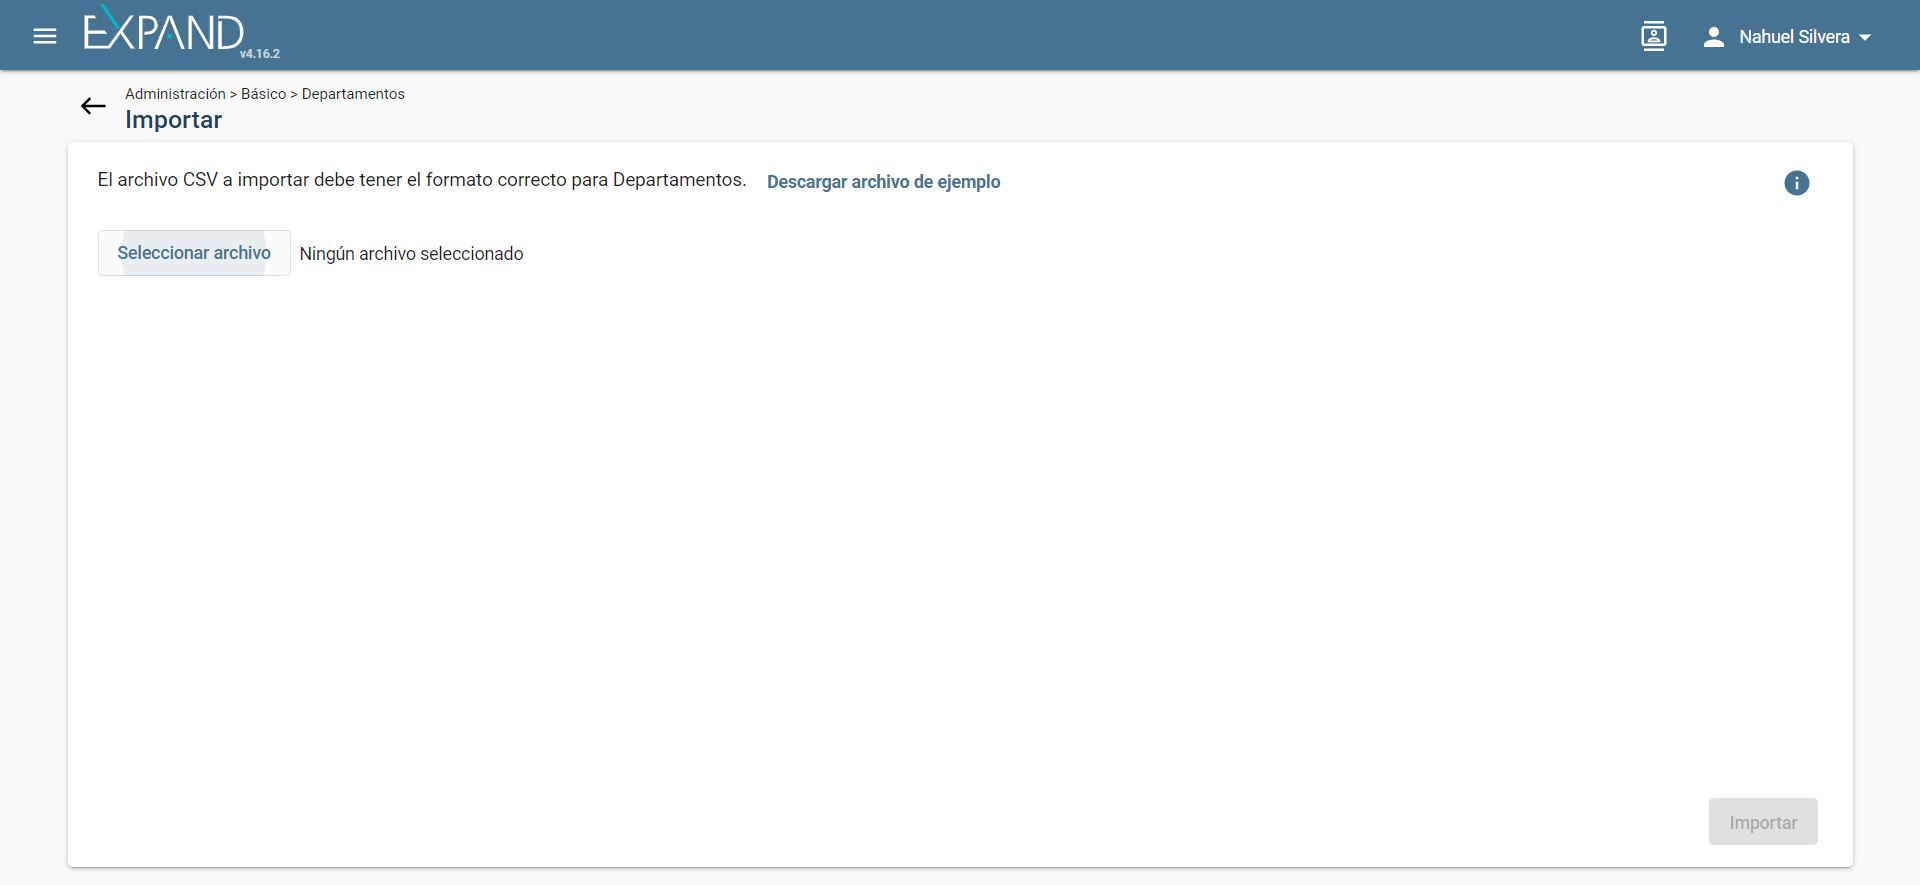 EXPAND
v4.16.2
Nahuel Silvera
Administración > Básico > Departamentos
Importar
El archivo CSV a importar debe tener el formato correcto para Departamentos. Descargar archivo de ejemplo
Seleccionar archivo Ningún archivo seleccionado
Importar